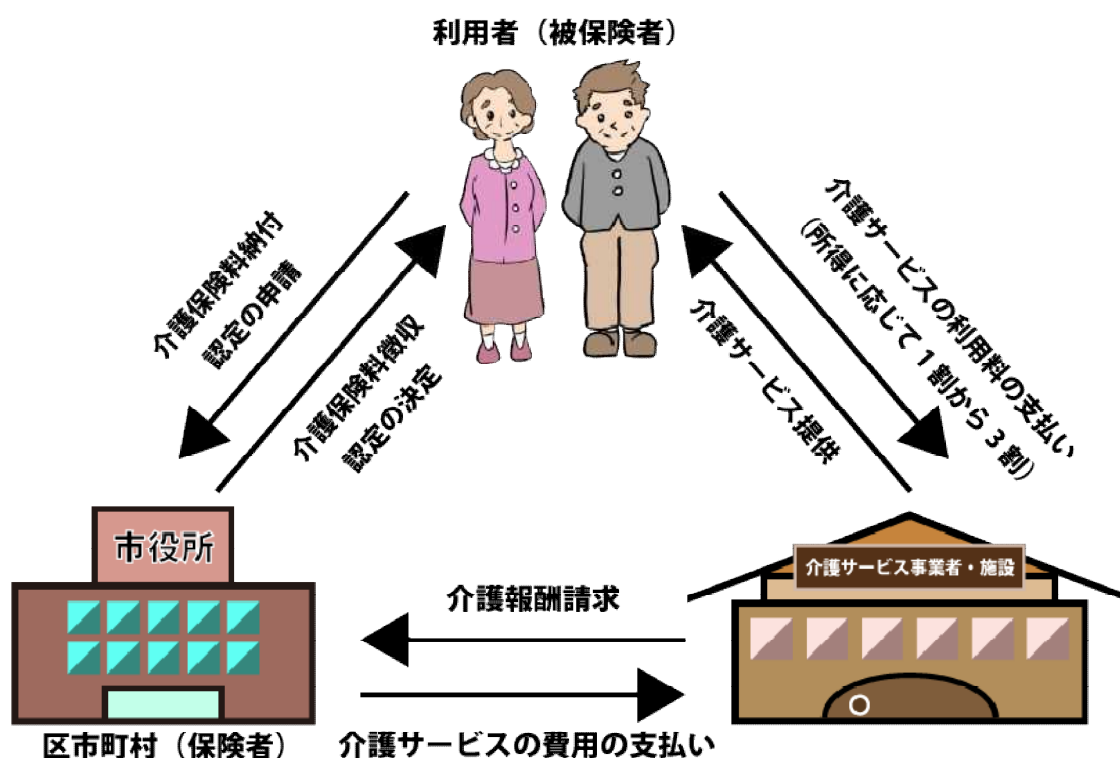 利用者（被保険者）
介護保険料納付
認定の申請
介護保険料徴収
認定の決定
介護サービスの利用料の支払い
（所得に応じて1割から3割）
介護サービス提供
市役所
介護サービス事業者・施設
介護報酬請求
区市町村（保険者）
介護サービスの費用の支払い